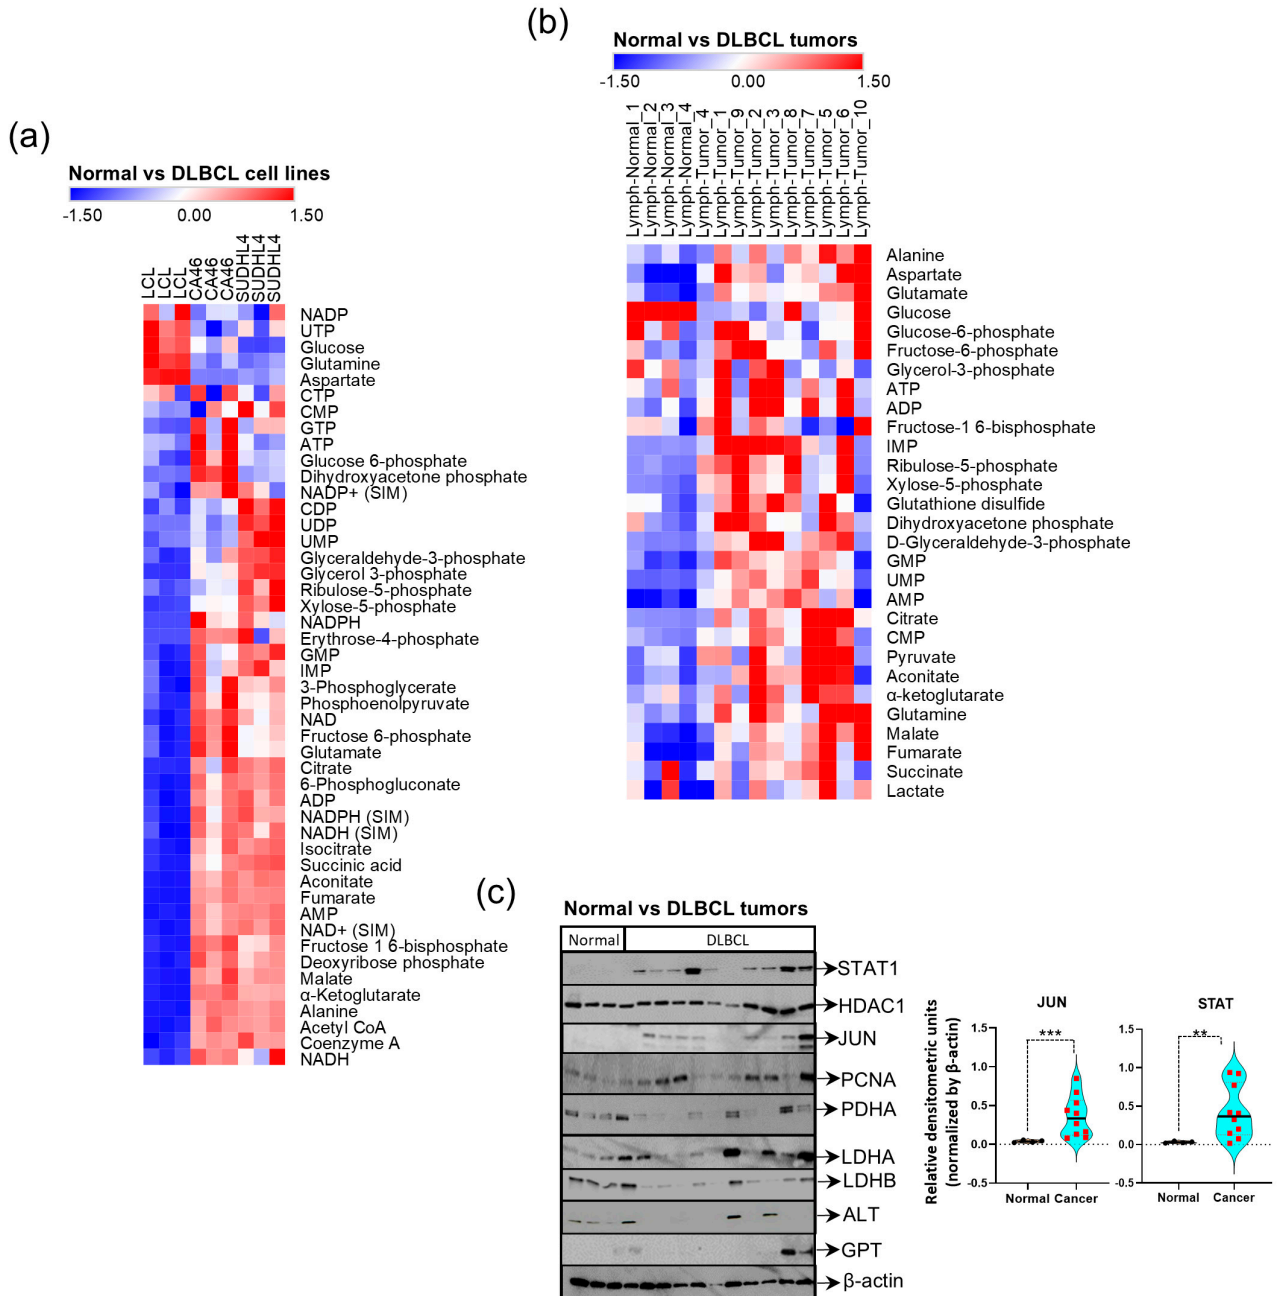 (a)
Normal vs DLBCL cell lines
-1.50 0.00 1.50
LCL LCL LCL CA46 CA46 CA46 SUDHL4 SUDHL4 SUDHL4
NADP
UTP
Glucose
Glutamine
Aspartate
CTP
CMP
GTP
ATP
Glucose 6-phosphate
Dihydroxyacetone phosphate
NADP+ (SIM)
CDP
UDP
UMP
Glyceraldehyde-3-phosphate
Glycerol 3-phosphate
Ribulose-5-phosphate
Xylose-5-phosphate
NADPH
Erythrose-4-phosphate
GMP
IMP
3-Phosphoglycerate
Phosphoenolpyruvate
NAD
Fructose 6-phosphate
Glutamate
Citrate
6-Phosphogluconate
ADP
NADPH (SIM)
NADH (SIM)
Isocitrate
Succinic acid
Aconitate
Fumarate
AMP
NAD+ (SIM)
Fructose 1 6-bisphosphate
Deoxyribose phosphate
Malate
α-Ketoglutarate
Alanine
Acetyl CoA
Coenzyme A
NADH
(b)
Normal vs DLBCL tumors
-1.50 0.00 1.50
Lymph-Normal_1
Lymph-Normal_2
Lymph-Normal_3
Lymph-Normal_4
Lymph-Tumor_4
Lymph-Tumor_1
Lymph-Tumor_9
Lymph-Tumor_2
Lymph-Tumor_3
Lymph-Tumor_8
Lymph-Tumor_7
Lymph-Tumor_5
Lymph-Tumor_6
Lymph-Tumor_10
Alanine
Aspartate
Glutamate
Glucose
Glucose-6-phosphate
Fructose-6-phosphate
Glycerol-3-phosphate
ATP
ADP
Fructose-1 6-bisphosphate
IMP
Ribulose-5-phosphate
Xylose-5-phosphate
Glutathione disulfide
Dihydroxyacetone phosphate
D-Glyceraldehyde-3-phosphate
GMP
UMP
AMP
Citrate
CMP
Pyruvate
Aconitate
α-ketoglutarate
Glutamine
Malate
Fumarate
Succinate
Lactate
(c)
Normal vs DLBCL tumors
Normal DLBCL
STAT1
HDAC1
JUN
PCNA
PDHA
LDHA
LDHB
ALT
GPT
β-actin
Relative densitometric units
(normalized by β-actin)
JUN
1.5
1.0
0.5
0.0
-0.5
***
Normal Cancer
STAT
1.5
1.0
0.5
0.0
-0.5
**
Normal Cancer